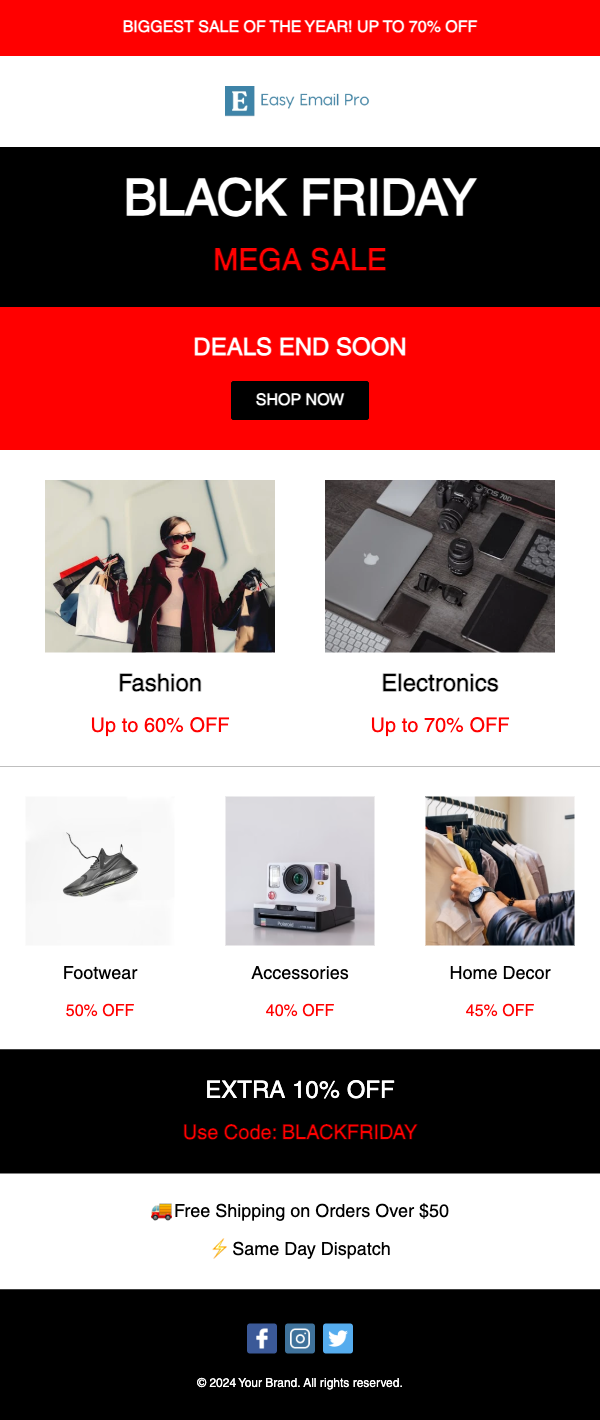 BIGGEST SALE OF THE YEAR! UP TO 70% OFF
E Easy Email Pro
BLACK FRIDAY
MEGA SALE
DEALS END SOON
SHOP NOW
EOS 70D
Fashion
Electronics
Up to 60% OFF
Up to 70% OFF
Polaroid
Footwear
Accessories
Home Decor
50% OFF
40% OFF
45% OFF
EXTRA 10% OFF
Use Code: BLACKFRIDAY
🚚Free Shipping on Orders Over $50
⚡Same Day Dispatch
© 2024 Your Brand. All rights reserved.